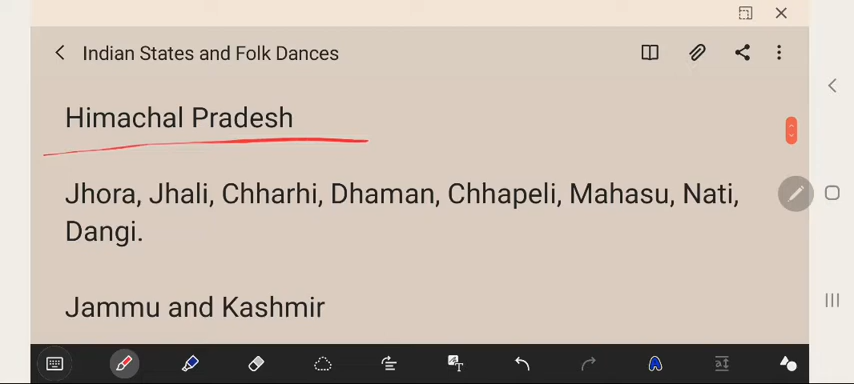 Indian States and Folk Dances
Himachal Pradesh
Jhora, Jhali, Chharhi, Dhaman, Chhapeli, Mahasu, Nati,
Dangi.
Jammu and Kashmir